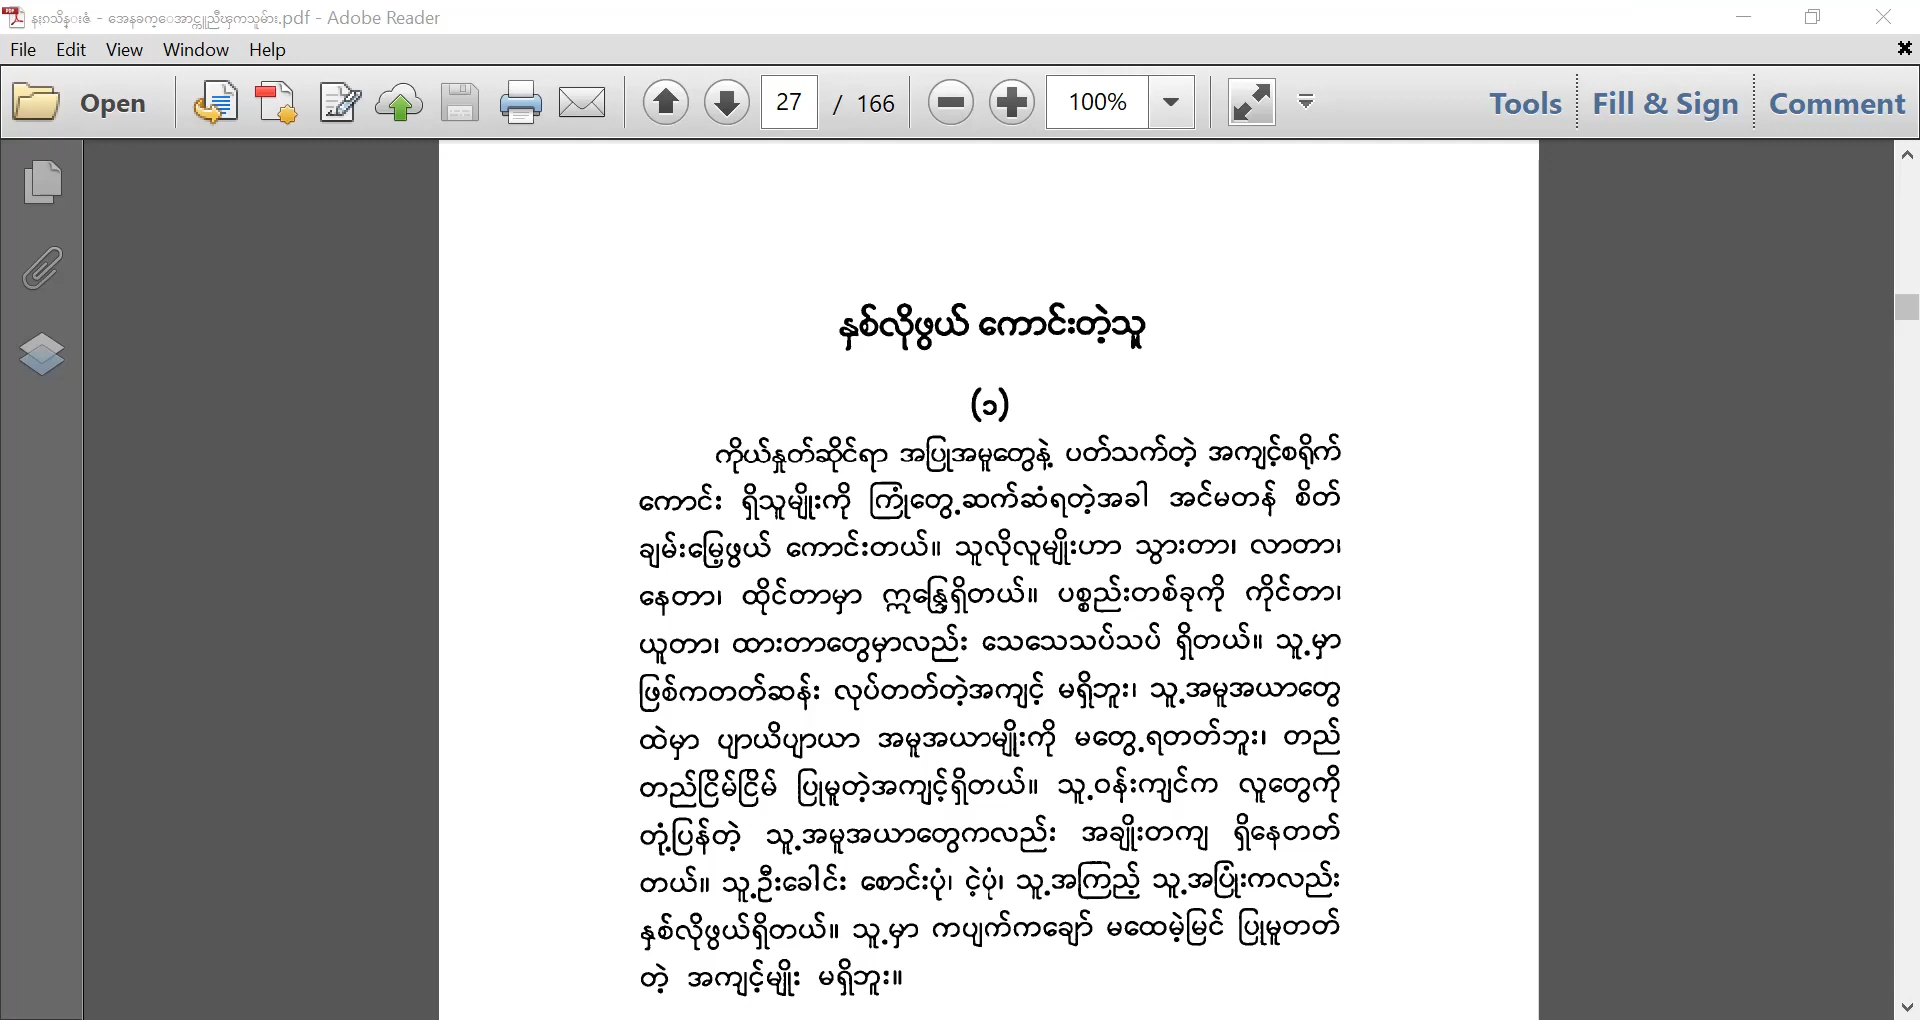 .pdf - Adobe Reader
File Edit View Window Help
Open 27 / 166 100% Tools Fill & Sign Comment
နှစ်လိုဖွယ် ကောင်းတဲ့သူ
(၁)
ကိုယ်နှုတ်ဆိုင်ရာ အပြုအမူတွေနဲ့ ပတ်သက်တဲ့ အကျင့်စရိုက်
ကောင်း ရှိသူမျိုးကို ကြုံတွေ့ဆက်ဆံရတဲ့အခါ အင်မတန် စိတ်
ချမ်းမြေ့ဖွယ် ကောင်းတယ်။ သူလိုလူမျိုးဟာ သွားတာ၊ လာတာ၊
နေတာ၊ ထိုင်တာမှာ ဣန္ဒြေရှိတယ်။ ပစ္စည်းတစ်ခုကို ကိုင်တာ၊
ယူတာ၊ ထားတာတွေမှာလည်း သေသေသပ်သပ် ရှိတယ်။ သူ့မှာ
ဖြစ်ကတတ်ဆန်း လုပ်တတ်တဲ့အကျင့် မရှိဘူး၊ သူ့အမူအယာတွေ
ထဲမှာ ပျာယိပျာယာ အမူအယာမျိုးကို မတွေ့ရတတ်ဘူး၊ တည်
တည်ငြိမ်ငြိမ် ပြုမူတဲ့အကျင့်ရှိတယ်။ သူ့ဝန်းကျင်က လူတွေကို
တုံ့ပြန်တဲ့ သူ့အမူအယာတွေကလည်း အချိုးတကျ ရှိနေတတ်
တယ်။ သူ့ဦးခေါင်း စောင်းပုံ၊ ငဲ့ပုံ၊ သူ့အကြည့် သူ့အပြုံးကလည်း
နှစ်လိုဖွယ်ရှိတယ်။ သူ့မှာ ကပျက်ကချော် မထေမဲ့မြင် ပြုမူတတ်
တဲ့ အကျင့်မျိုး မရှိဘူး။